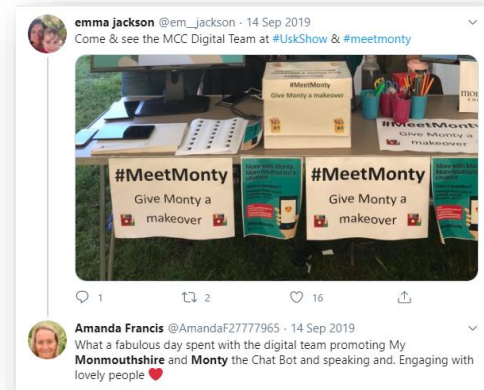 emma jackson @em__jackson · 14 Sep 2019
Come & see the MCC Digital Team at #UskShow & #meetmonty
#MeetMonty
Give Monty a makeover
#MeetMonty
Give Monty a
makeover
#MeetMonty
Give Monty a
makeover
#MeetMonty
Give Monty a
makeover
1 2 16
Amanda Francis @AmandaF27777965 · 14 Sep 2019
What a fabulous day spent with the digital team promoting My
Monmouthshire and Monty the Chat Bot and speaking and. Engaging with
lovely people